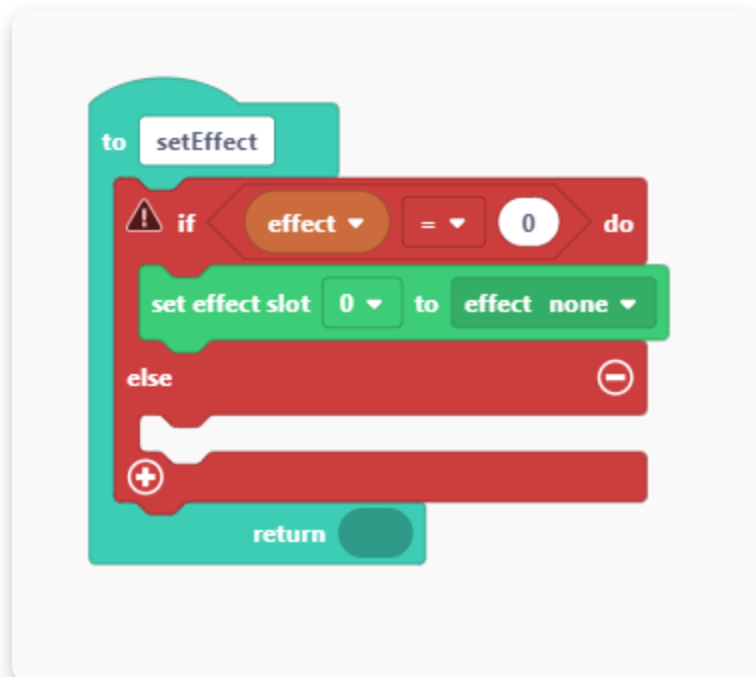 to setEffect
if effect = 0 do
set effect slot 0 to effect none
else
return